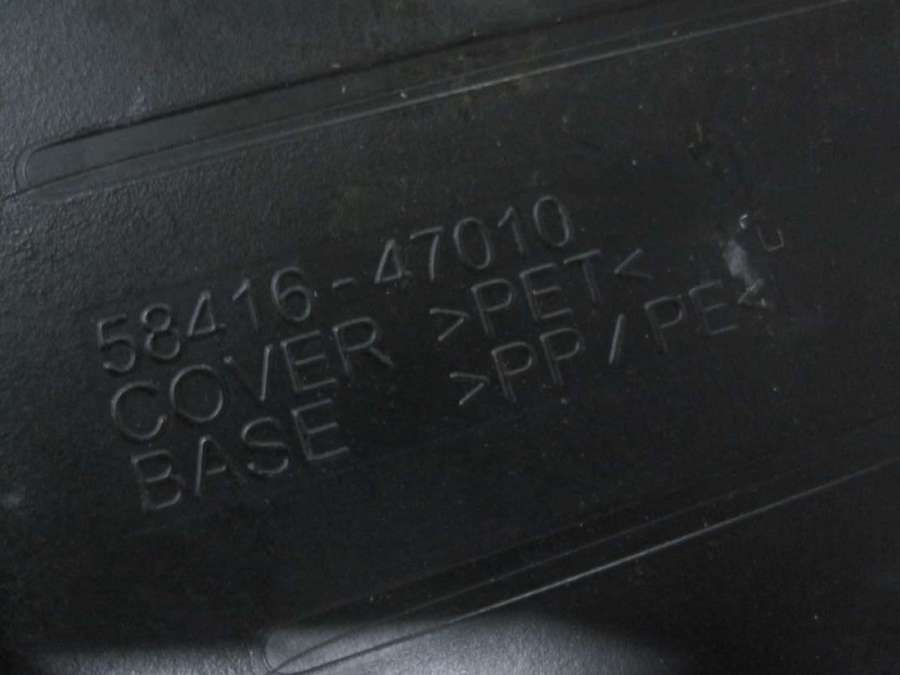 58416-47010
COVER >PET<
BASE >PP/PE<